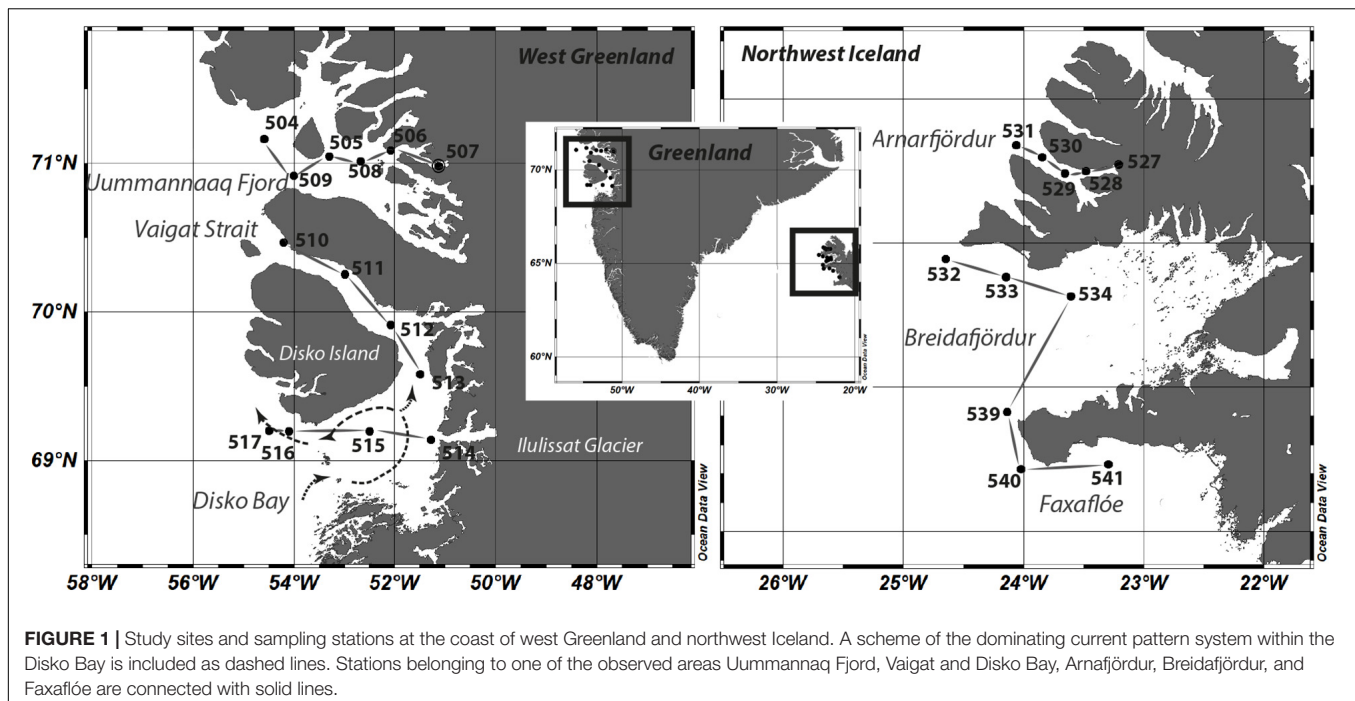 West Greenland
504
505
506
507
508
509
71°N
Uummannaaq Fjord
Vaigat Strait
510
511
70°N
512
Disko Island
513
517
516
515
514
Ilulissat Glacier
69°N
Disko Bay
Ocean Data View
58°W
56°W
54°W
52°W
50°W
48°W
Greenland
70°N
65°N
60°N
50°W
40°W
30°W
20°W
Ocean Data View
Northwest Iceland
Arnarfjördur
531
530
527
529
528
532
533
534
Breidafjördur
539
540
541
Faxaflóe
Ocean Data View
26°W
25°W
24°W
23°W
22°W
FIGURE 1 | Study sites and sampling stations at the coast of west Greenland and northwest Iceland. A scheme of the dominating current pattern system within the
Disko Bay is included as dashed lines. Stations belonging to one of the observed areas Uummannaq Fjord, Vaigat and Disko Bay, Arnafjördur, Breidafjördur, and
Faxaflóe are connected with solid lines.